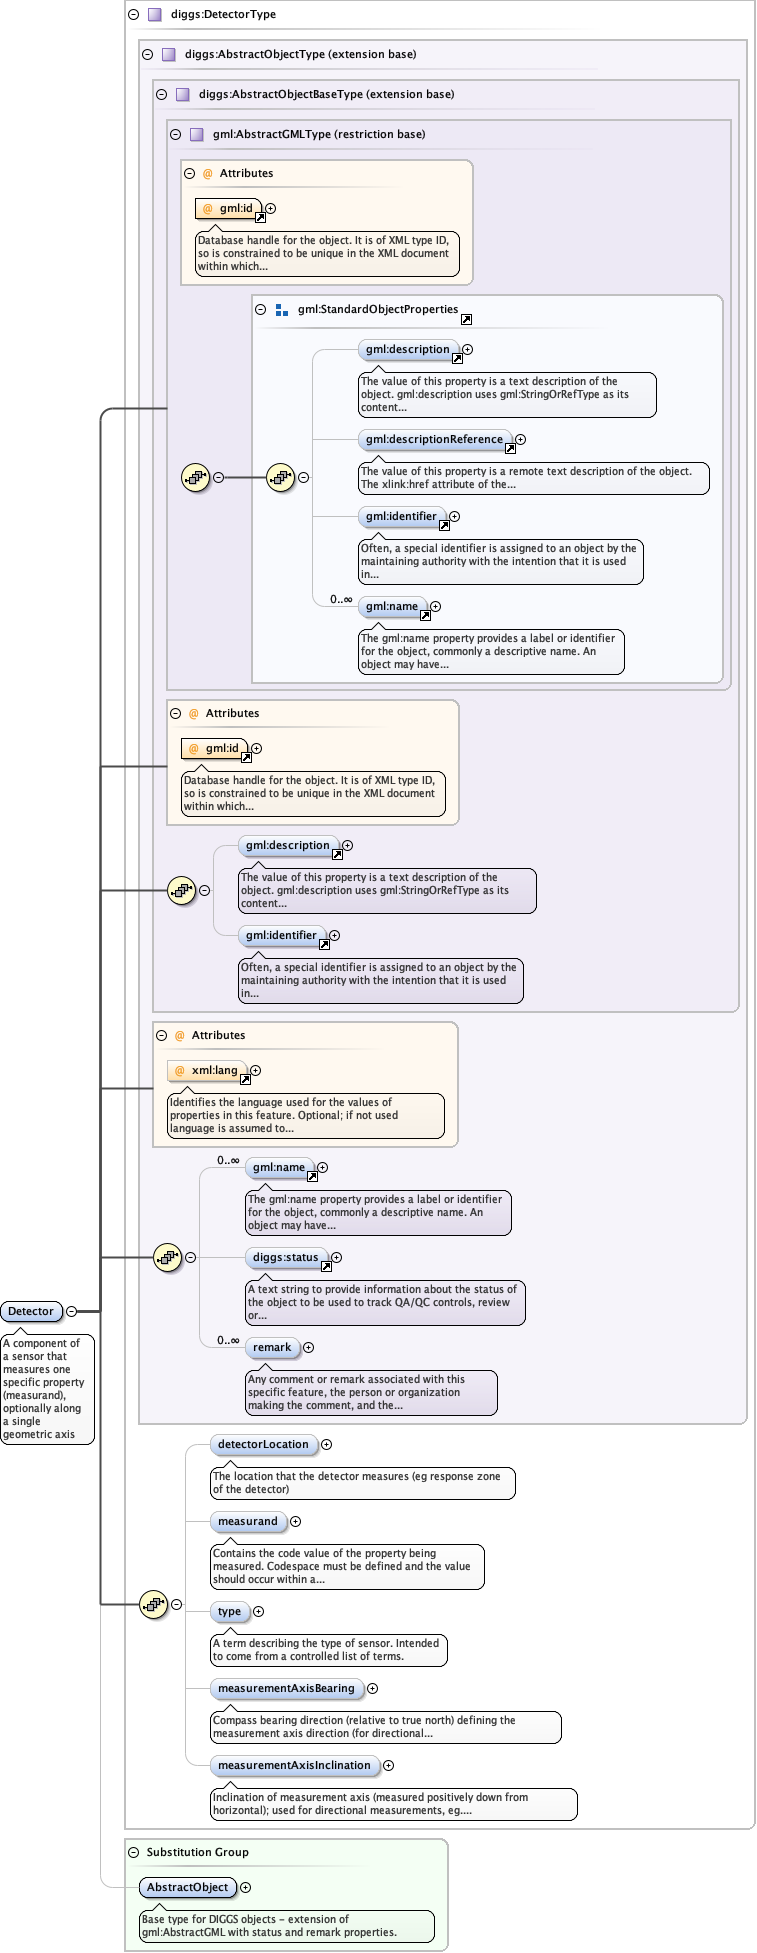 diggs:DetectorType
diggs:AbstractObjectType (extension base)
diggs:AbstractObjectBaseType (extension base)
gml:AbstractGMLType (restriction base)
@ Attributes
@ gml:id
Database handle for the object. It is of XML type ID,
so is constrained to be unique in the XML document
within which...
gml:StandardObjectProperties
gml:description
The value of this property is a text description of the
object. gml:description uses gml:StringOrRefType as its
content...
gml:descriptionReference
The value of this property is a remote text description of the object.
The xlink:href attribute of the...
gml:identifier
Often, a special identifier is assigned to an object by the
maintaining authority with the intention that it is used
in...
0..∞
gml:name
The gml:name property provides a label or identifier
for the object, commonly a descriptive name. An
object may have...
@ Attributes
@ gml:id
Database handle for the object. It is of XML type ID,
so is constrained to be unique in the XML document
within which...
gml:description
The value of this property is a text description of the
object. gml:description uses gml:StringOrRefType as its
content...
gml:identifier
Often, a special identifier is assigned to an object by the
maintaining authority with the intention that it is used
in...
@ Attributes
@ xml:lang
Identifies the language used for the values of
properties in this feature. Optional; if not used
language is assumed to...
0..∞
gml:name
The gml:name property provides a label or identifier
for the object, commonly a descriptive name. An
object may have...
diggs:status
A text string to provide information about the status of
the object to be used to track QA/QC controls, review
or...
0..∞
remark
Any comment or remark associated with this
specific feature, the person or organization
making the comment, and the...
Detector
A component of
a sensor that
measures one
specific property
(measurand),
optionally along
a single
geometric axis
detectorLocation
The location that the detector measures (eg response zone
of the detector)
measurand
Contains the code value of the property being
measured. Codespace must be defined and the value
should occur within a...
type
A term describing the type of sensor. Intended
to come from a controlled list of terms.
measurementAxisBearing
Compass bearing direction (relative to true north) defining the
measurement axis direction (for directional...
measurementAxisInclination
Inclination of measurement axis (measured positively down from
horizontal); used for directional measurements, eg....
Substitution Group
AbstractObject
Base type for DIGGS objects - extension of
gml:AbstractGML with status and remark properties.